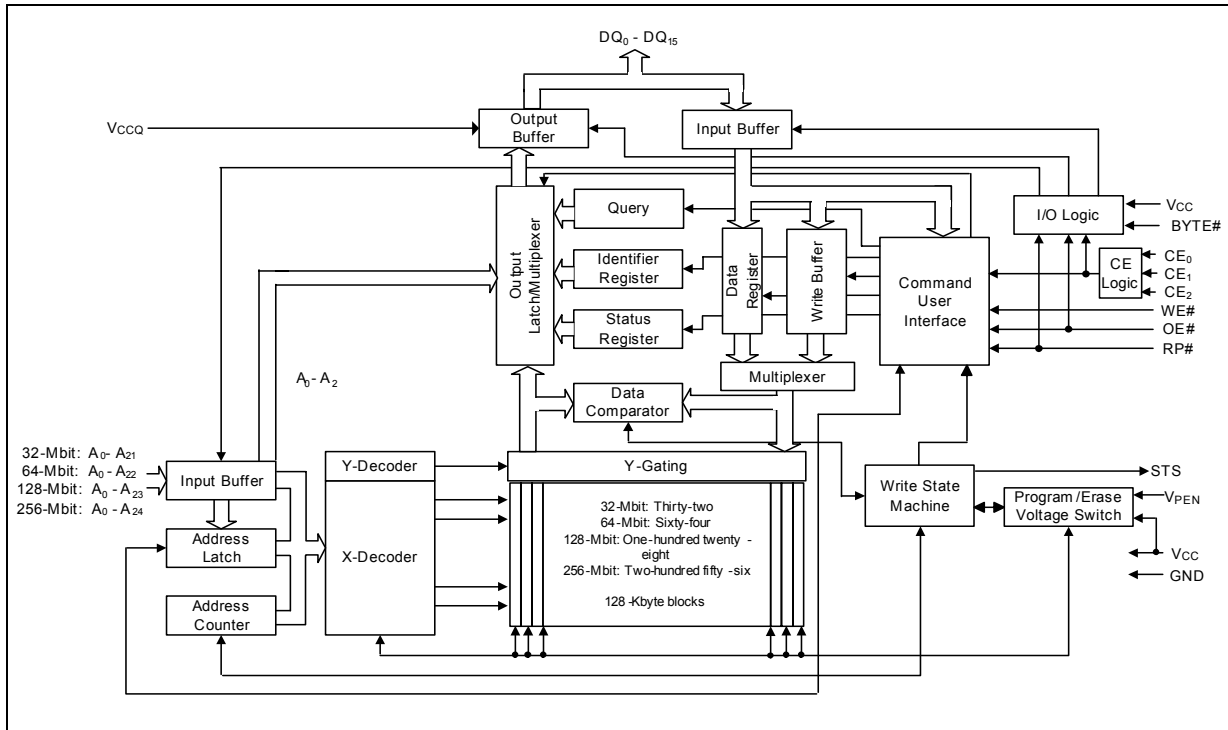 DQ0 - DQ15
VCCQ
Output
Buffer
Input Buffer
Output
Latch/Multiplexer
Query
Identifier
Register
Status
Register
Data
Register
Write Buffer
Command
User
Interface
I/O Logic
VCC
BYTE#
CE
Logic
CE0
CE1
CE2
WE#
OE#
RP#
Multiplexer
Data
Comparator
A0- A2
32-Mbit: A0- A21
64-Mbit: A0 - A22
128-Mbit: A0 - A23
256-Mbit: A0 - A24
Input Buffer
Address
Latch
Address
Counter
Y-Decoder
X-Decoder
Y-Gating
32-Mbit: Thirty-two
64-Mbit: Sixty-four
128-Mbit: One-hundred twenty -
eight
256-Mbit: Two-hundred fifty -six
128 -Kbyte blocks
Write State
Machine
Program /Erase
Voltage Switch
STS
VPEN
VCC
GND